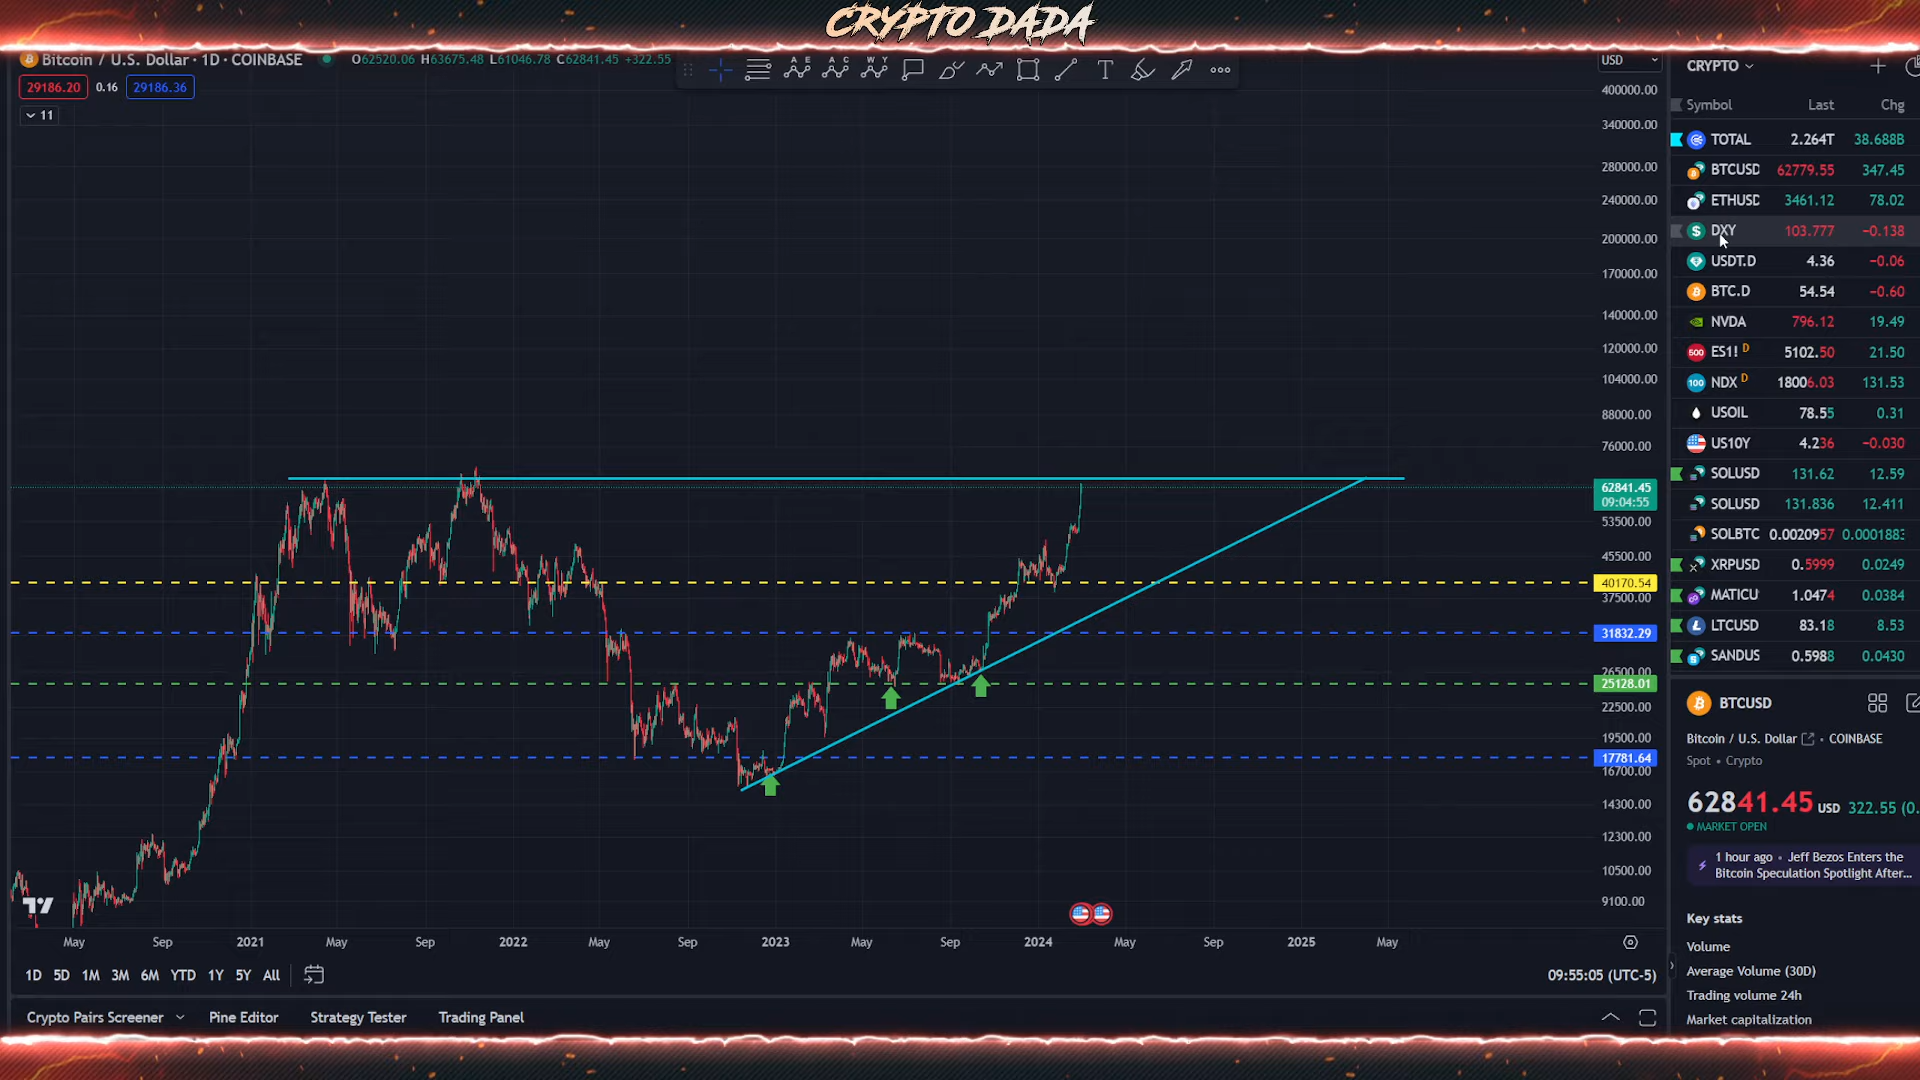 CRYPTO DADA
Bitcoin / U.S. Dollar · 1D · COINBASE
O62520.06 H63675.48 L61046.78 C62841.45 +322.55
29186.20 0.16 29186.36
11
USD
400000.00
340000.00
280000.00
240000.00
200000.00
170000.00
140000.00
120000.00
104000.00
88000.00
76000.00
62841.45
09:04:55
53500.00
45500.00
40170.54
37500.00
31832.29
26500.00
25128.01
22500.00
19500.00
17781.64
16700.00
14300.00
12300.00
10500.00
9100.00
May Sep 2021 May Sep 2022 May Sep 2023 May Sep 2024 May Sep 2025 May
1D 5D 1M 3M 6M YTD 1Y 5Y All
09:55:05 (UTC-5)
Crypto Pairs Screener Pine Editor Strategy Tester Trading Panel
CRYPTO
Symbol Last Chg
TOTAL 2.264T 38.688B
BTCUSD 62779.55 347.45
ETHUSD 3461.12 78.02
DXY 103.777 −0.138
USDT.D 4.36 −0.06
BTC.D 54.54 −0.60
NVDA 796.12 19.49
ES1! D 5102.50 21.50
NDX D 18006.03 131.53
USOIL 78.55 0.31
US10Y 4.236 −0.030
SOLUSD 131.62 12.59
SOLUSD 131.836 12.411
SOLBTC 0.0020957 0.0001883
XRPUSD 0.5999 0.0249
MATICU 1.0474 0.0384
LTCUSD 83.18 8.53
SANDUS 0.5988 0.0430
BTCUSD
Bitcoin / U.S. Dollar · COINBASE
Spot · Crypto
62841.45 USD 322.55 (0.
MARKET OPEN
1 hour ago · Jeff Bezos Enters the
Bitcoin Speculation Spotlight After...
Key stats
Volume
Average Volume (30D)
Trading volume 24h
Market capitalization